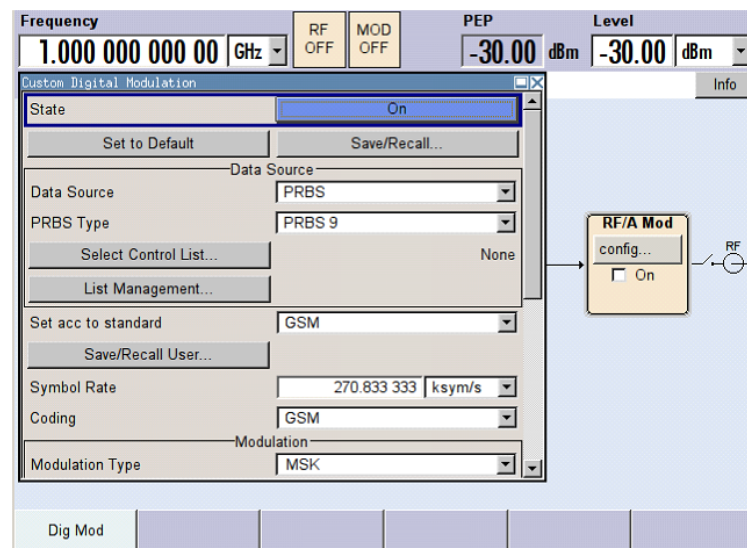 Frequency RF OFF MOD OFF PEP Level
1.000 000 000 00 GHz -30.00 dBm -30.00 dBm
Custom Digital Modulation
Info
State On
Set to Default Save/Recall...
Data Source
Data Source PRBS
PRBS Type PRBS 9
Select Control List... None
List Management...
Set acc to standard GSM
Save/Recall User...
Symbol Rate 270.833 333 ksym/s
Coding GSM
Modulation
Modulation Type MSK
RF/A Mod
config...
On
RF
Dig Mod